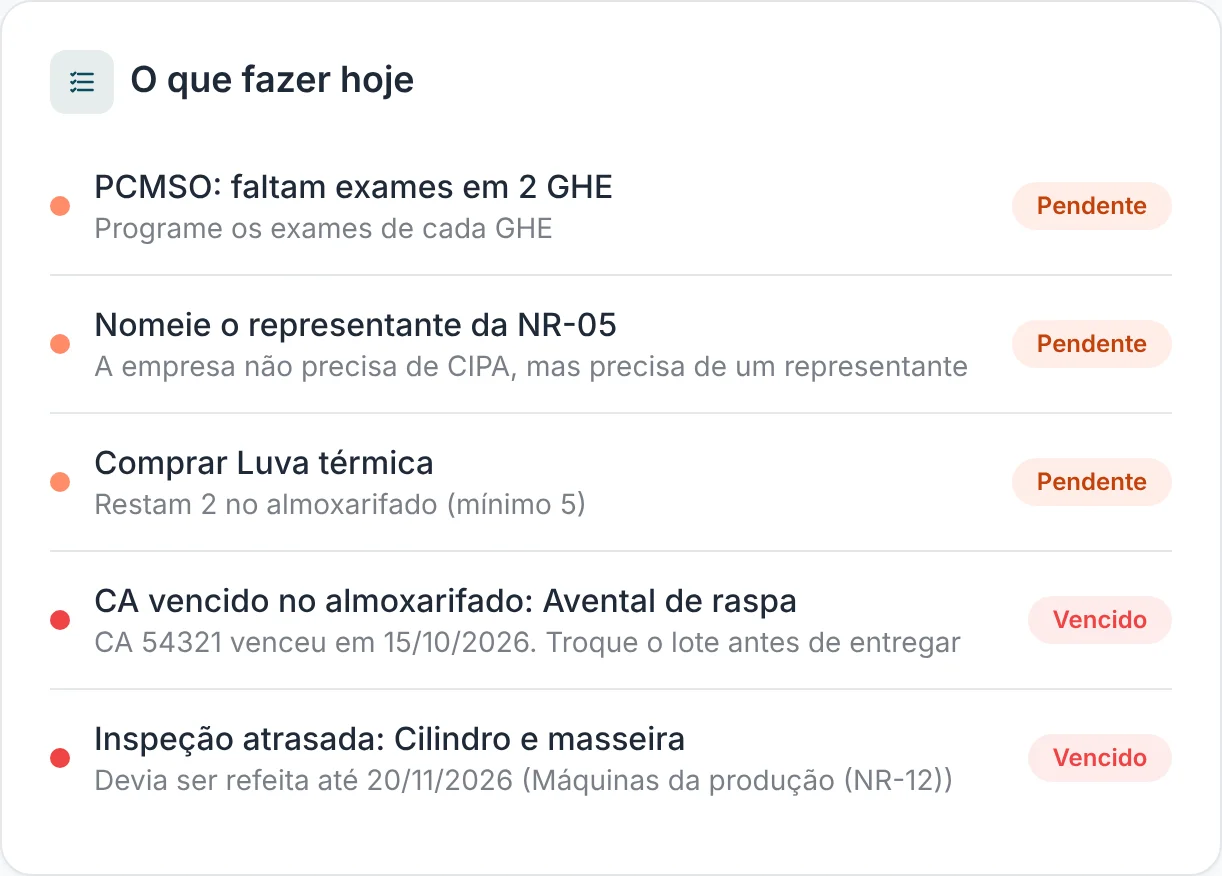 O que fazer hoje
PCMSO: faltam exames em 2 GHE
Programe os exames de cada GHE
Pendente
Nomeie o representante da NR-05
A empresa não precisa de CIPA, mas precisa de um representante
Pendente
Comprar Luva térmica
Restam 2 no almoxarifado (mínimo 5)
Pendente
CA vencido no almoxarifado: Avental de raspa
CA 54321 venceu em 15/10/2026. Troque o lote antes de entregar
Vencido
Inspeção atrasada: Cilindro e masseira
Devia ser refeita até 20/11/2026 (Máquinas da produção (NR-12))
Vencido